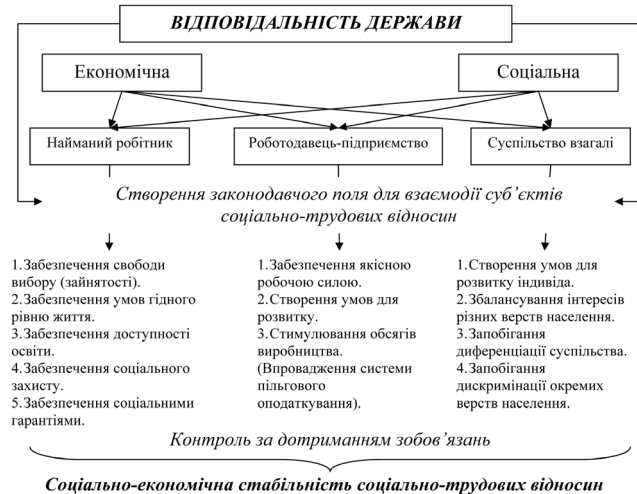 ВІДПОВІДАЛЬНІСТЬ ДЕРЖАВИ
Економічна
Соціальна
Найманий робітник
Роботодавець-підприємство
Суспільство взагалі
Створення законодавчого поля для взаємодії суб’єктів
соціально-трудових відносин
1.Забезпечення свободи
вибору (зайнятості).
2.Забезпечення умов гідного
рівню життя.
3.Забезпечення доступності
освіти.
4.Забезпечення соціального
захисту.
5.Забезпечення соціальними
гарантіями.
1.Забезпечення якісною
робочою силою.
2.Створення умов для
розвитку.
3.Стимулювання обсягів
виробництва.
(Впровадження системи
пільгового
оподаткування).
1.Створення умов для
розвитку індивіда.
2.Збалансування інтересів
різних верств населення.
3.Запобігання
диференціації суспільства.
4.Запобігання
дискримінації окремих
верств населення.
Контроль за дотриманням зобов’язань
Соціально-економічна стабільність соціально-трудових відносин